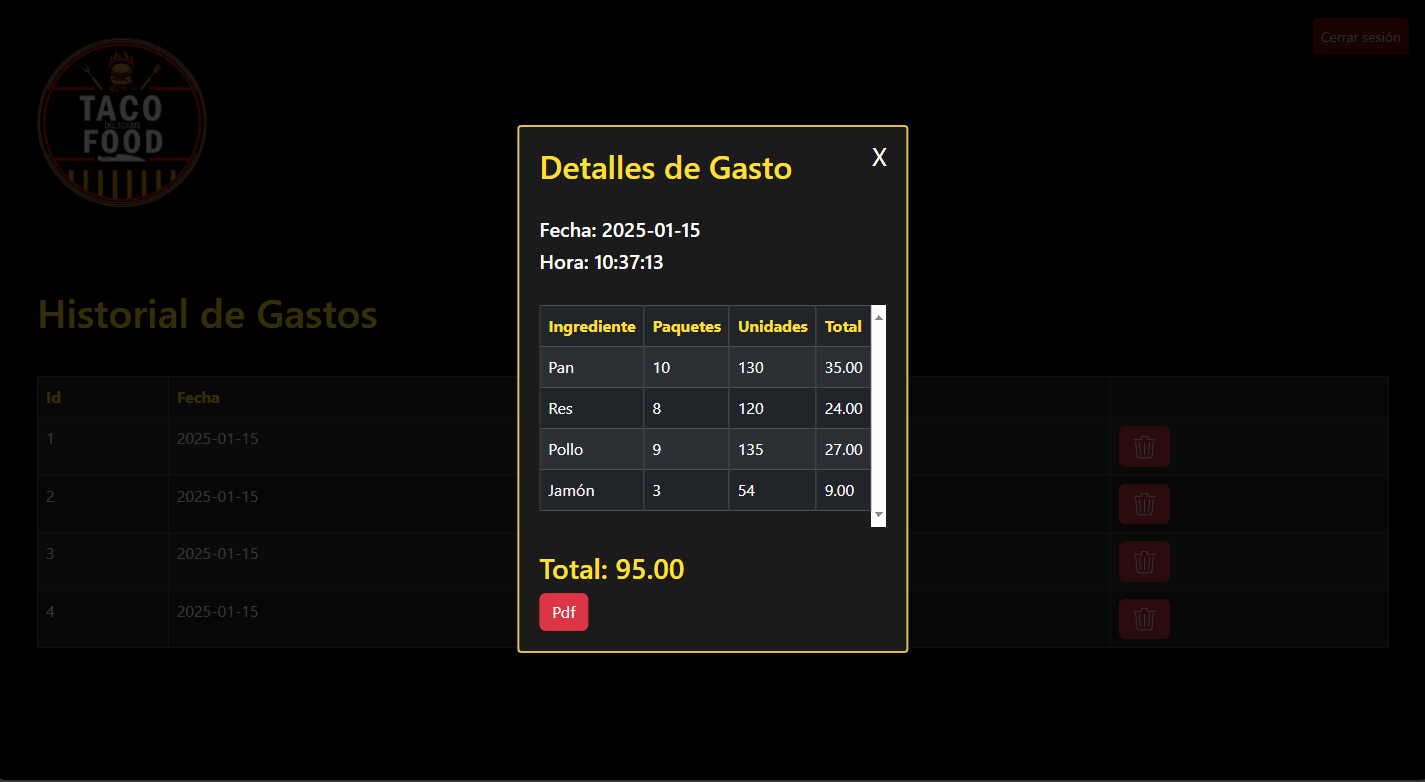 Cerrar sesión
TACO
DELICIOUS
FOOD
Detalles de Gasto X
Fecha: 2025-01-15
Hora: 10:37:13
Ingrediente Paquetes Unidades Total
Pan 10 130 35.00
Res 8 120 24.00
Pollo 9 135 27.00
Jamón 3 54 9.00
Total: 95.00
Pdf
Historial de Gastos
Id Fecha
1 2025-01-15
2 2025-01-15
3 2025-01-15
4 2025-01-15